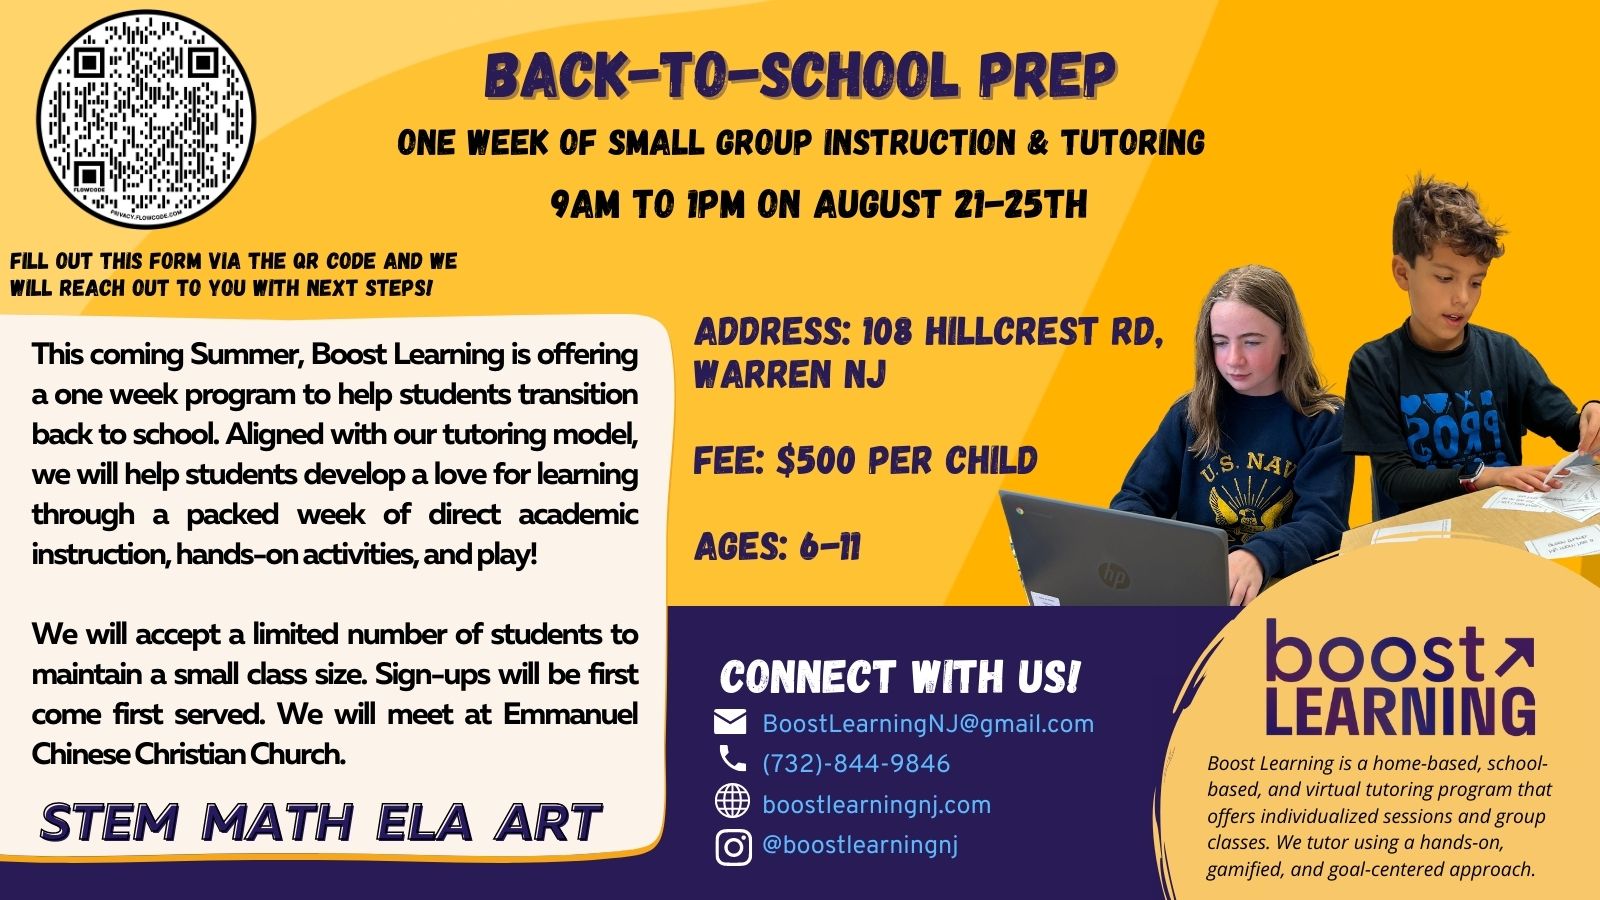 BACK-TO-SCHOOL PREP
ONE WEEK OF SMALL GROUP INSTRUCTION & TUTORING
9AM TO 1PM ON AUGUST 21-25TH
FLOWCODE
PRIVACY.FLOWCODE.COM
FILL OUT THIS FORM VIA THE QR CODE AND WE
WILL REACH OUT TO YOU WITH NEXT STEPS!
This coming Summer, Boost Learning is offering
a one week program to help students transition
back to school. Aligned with our tutoring model,
we will help students develop a love for learning
through a packed week of direct academic
instruction, hands-on activities, and play!
We will accept a limited number of students to
maintain a small class size. Sign-ups will be first
come first served. We will meet at Emmanuel
Chinese Christian Church.
STEM MATH ELA ART
ADDRESS: 108 HILLCREST RD,
WARREN NJ
FEE: $500 PER CHILD
AGES: 6-11
U.S. NAV
hp
CONNECT WITH US!
BoostLearningNJ@gmail.com
(732)-844-9846
boostlearningnj.com
@boostlearningnj
boost
LEARNING
Boost Learning is a home-based, school-
based, and virtual tutoring program that
offers individualized sessions and group
classes. We tutor using a hands-on,
gamified, and goal-centered approach.